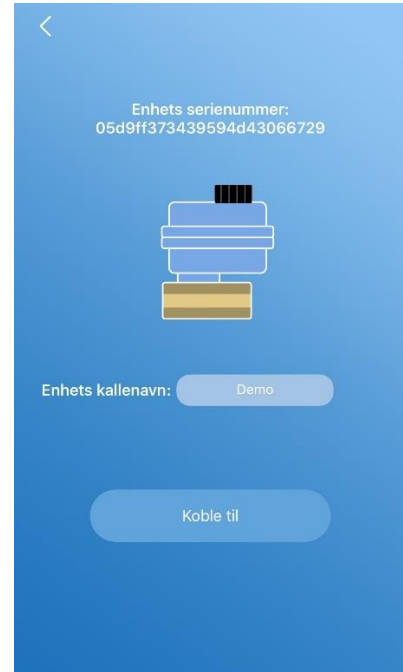 Enhets serienummer:
05d9ff373439594d43066729
Enhets kallenavn: Demo
Koble til